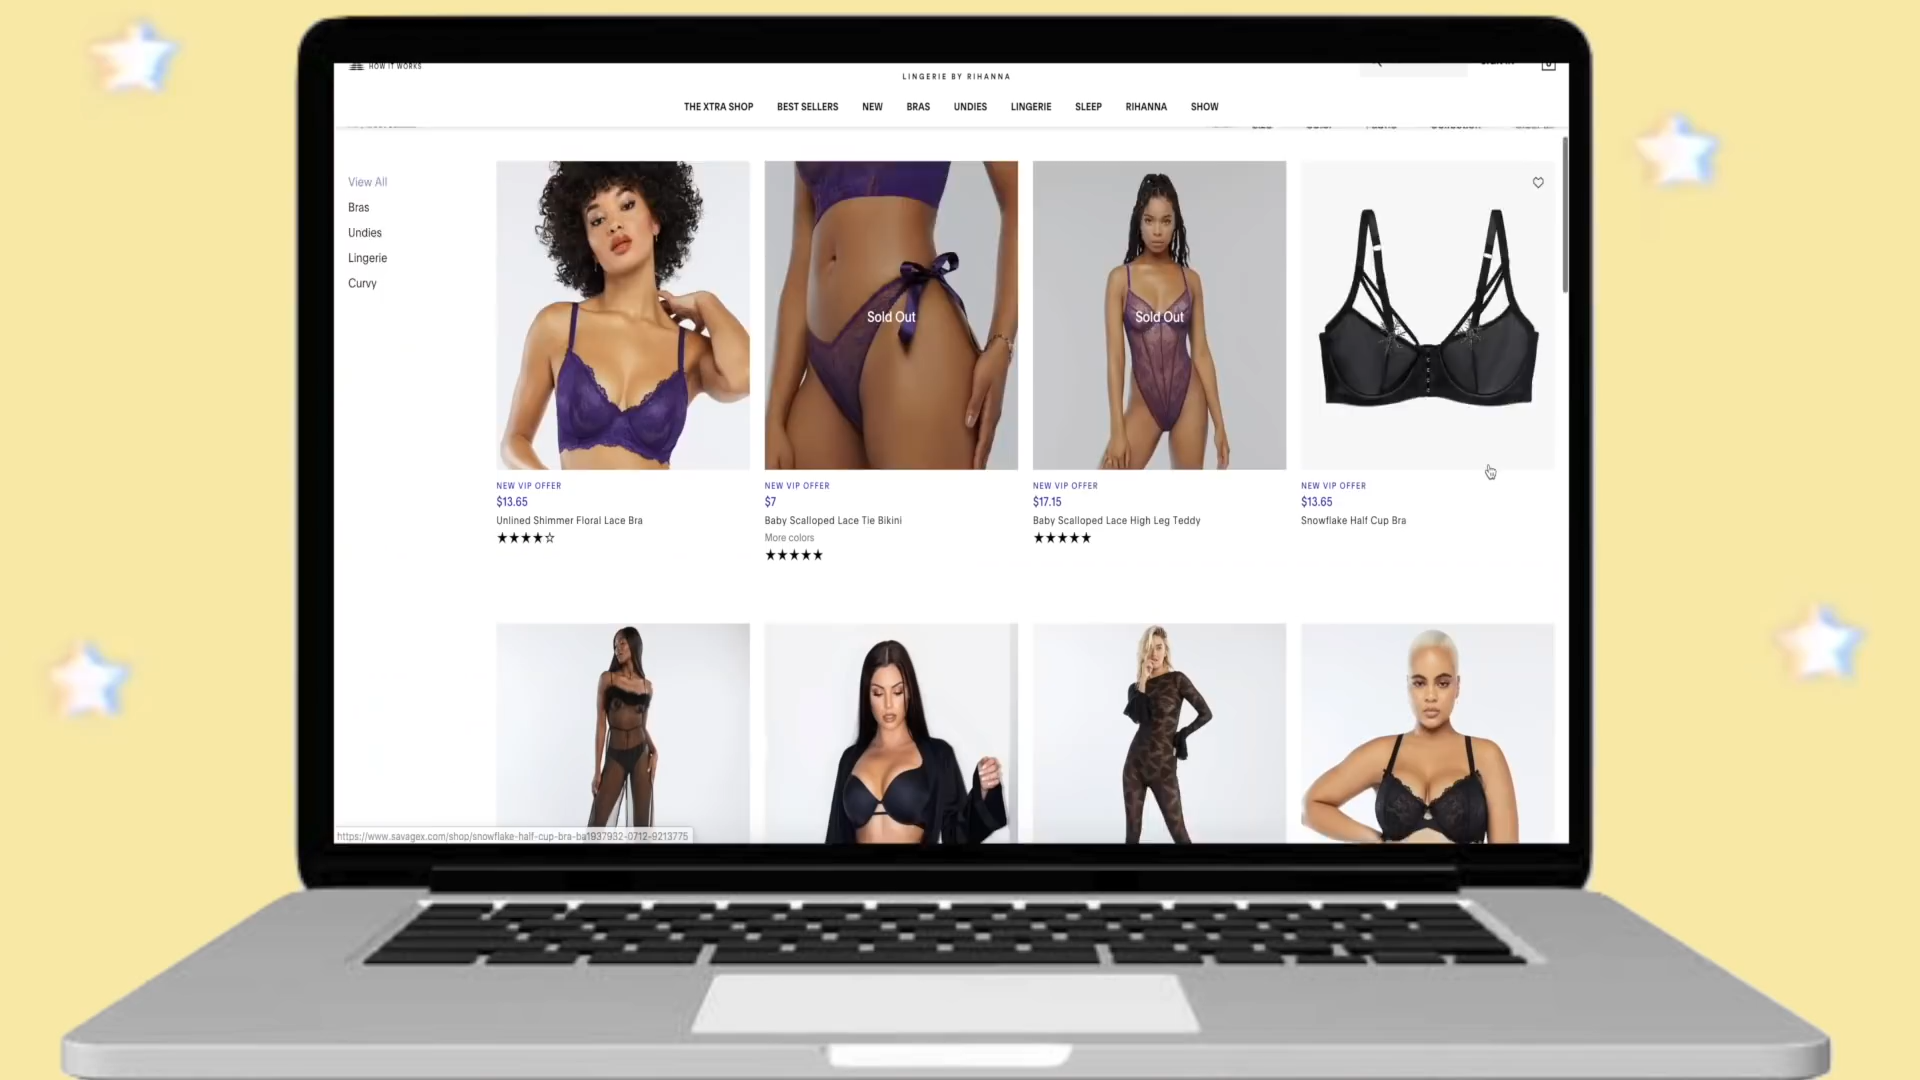 HOW IT WORKS
LINGERIE BY RIHANNA
THE XTRA SHOP BEST SELLERS NEW BRAS UNDIES LINGERIE SLEEP RIHANNA SHOW
View All
Bras
Undies
Lingerie
Curvy
Sold Out
Sold Out
NEW VIP OFFER
$13.65
Unlined Shimmer Floral Lace Bra
NEW VIP OFFER
$7
Baby Scalloped Lace Tie Bikini
More colors
NEW VIP OFFER
$17.15
Baby Scalloped Lace High Leg Teddy
NEW VIP OFFER
$13.65
Snowflake Half Cup Bra
https://www.savagex.com/shop/snowflake-half-cup-bra-ba1937932-0712-9213775